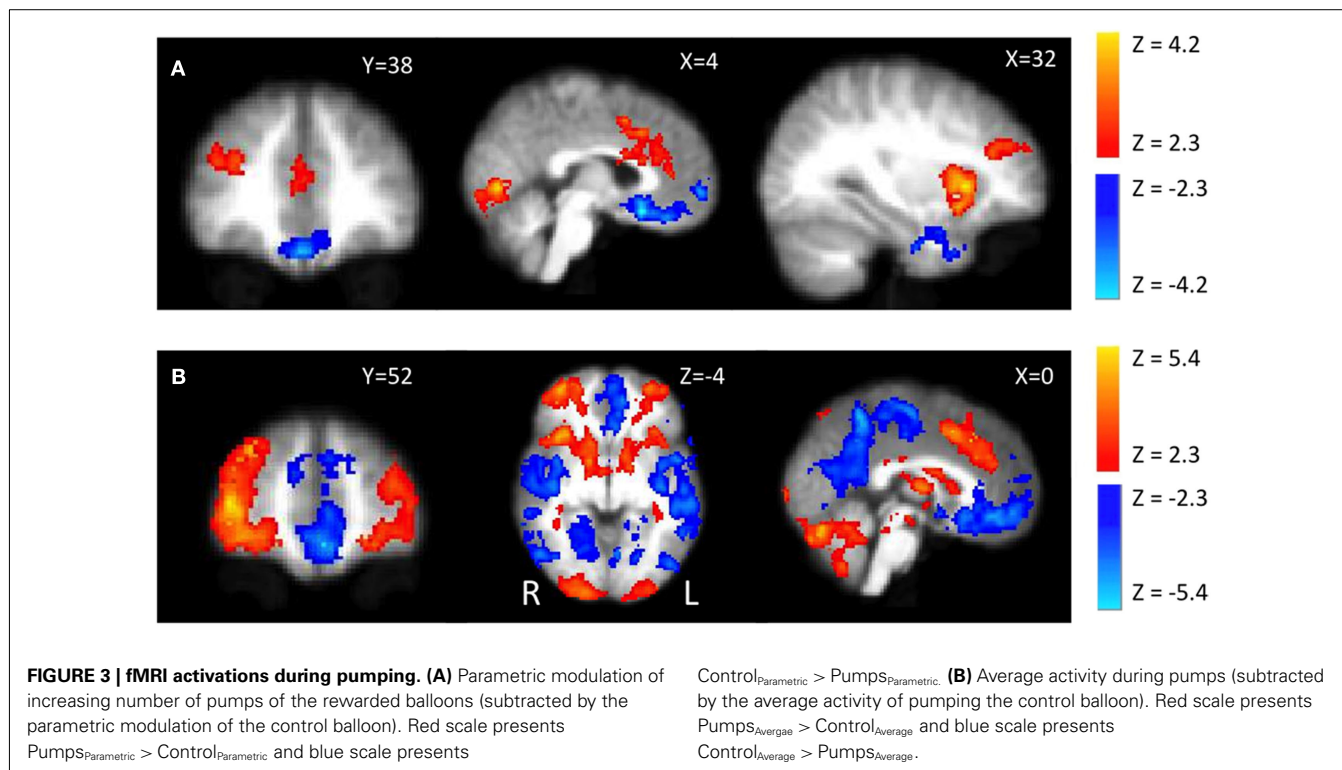 A
Y=38
X=4
X=32
Z = 4.2
Z = 2.3
Z = -2.3
Z = -4.2
B
Y=52
Z=-4
X=0
R
L
Z = 5.4
Z = 2.3
Z = -2.3
Z = -5.4
FIGURE 3 | fMRI activations during pumping. (A) Parametric modulation of
increasing number of pumps of the rewarded balloons (subtracted by the
parametric modulation of the control balloon). Red scale presents
PumpsParametric > ControlParametric and blue scale presents
ControlParametric > PumpsParametric. (B) Average activity during pumps (subtracted
by the average activity of pumping the control balloon). Red scale presents
PumpsAvergae > ControlAverage and blue scale presents
ControlAverage > PumpsAverage.